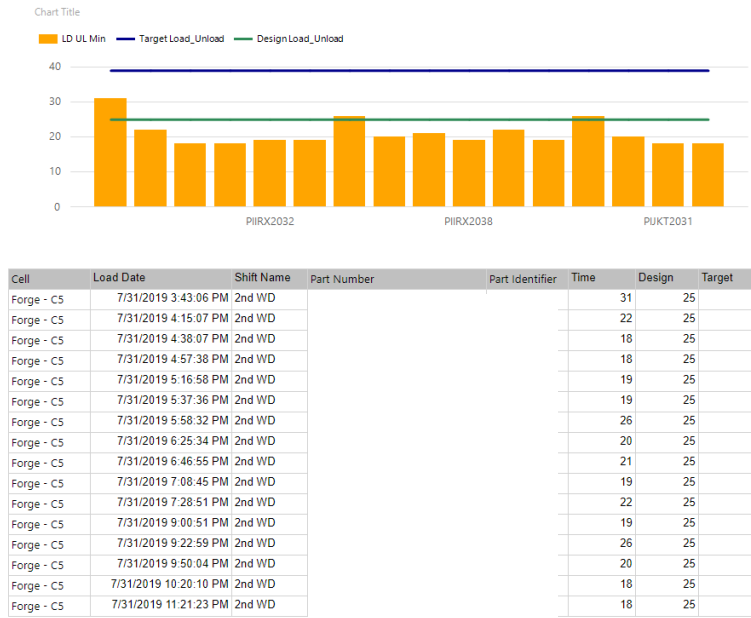 Chart Title
LD UL Min Target Load_Unload Design Load_Unload
40
30
20
10
0
PIIRX2032 PIIRX2038 PIJKT2031
Cell Load Date Shift Name Part Number Part Identifier Time Design Target
Forge - C5 7/31/2019 3:43:06 PM 2nd WD 31 25
Forge - C5 7/31/2019 4:15:07 PM 2nd WD 22 25
Forge - C5 7/31/2019 4:38:07 PM 2nd WD 18 25
Forge - C5 7/31/2019 4:57:38 PM 2nd WD 18 25
Forge - C5 7/31/2019 5:16:58 PM 2nd WD 19 25
Forge - C5 7/31/2019 5:37:36 PM 2nd WD 19 25
Forge - C5 7/31/2019 5:58:32 PM 2nd WD 26 25
Forge - C5 7/31/2019 6:25:34 PM 2nd WD 20 25
Forge - C5 7/31/2019 6:46:55 PM 2nd WD 21 25
Forge - C5 7/31/2019 7:08:45 PM 2nd WD 19 25
Forge - C5 7/31/2019 7:28:51 PM 2nd WD 22 25
Forge - C5 7/31/2019 9:00:51 PM 2nd WD 19 25
Forge - C5 7/31/2019 9:22:59 PM 2nd WD 26 25
Forge - C5 7/31/2019 9:50:04 PM 2nd WD 20 25
Forge - C5 7/31/2019 10:20:10 PM 2nd WD 18 25
Forge - C5 7/31/2019 11:21:23 PM 2nd WD 18 25